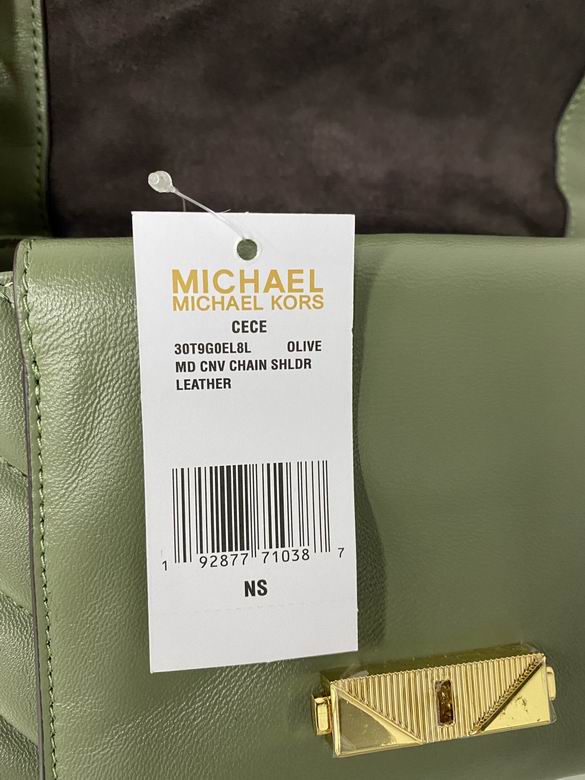 MICHAEL
MICHAEL KORS
CECE
30T9G0EL8L OLIVE
MD CNV CHAIN SHLDR
LEATHER
1 92877 71038 7
NS